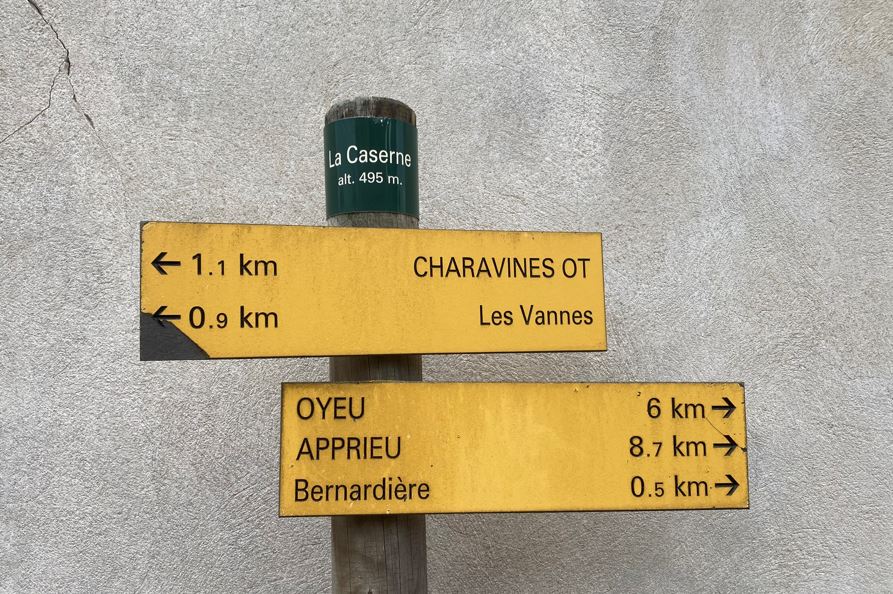 La Caserne
alt. 495 m.
← 1.1 km CHARAVINES OT
← 0.9 km Les Vannes
OYEU 6 km →
APPRIEU 8.7 km →
Bernardière 0.5 km →